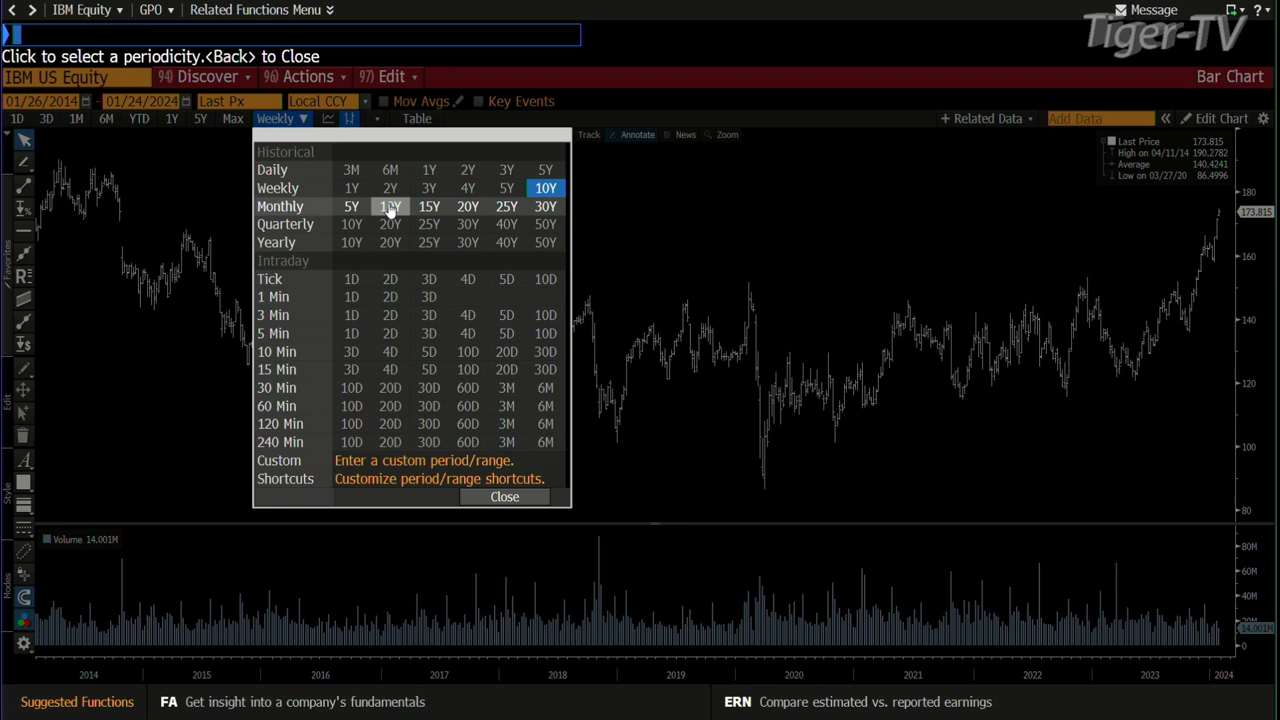 IBM Equity GPO Related Functions Menu Message ?
Tiger-TV
Click to select a periodicity.<Back> to Close
IBM US Equity 94) Discover 96) Actions 97) Edit Bar Chart
01/26/2014 - 01/24/2024 Last Px Local CCY Mov Avgs Key Events
1D 3D 1M 6M YTD 1Y 5Y Max Weekly ▼ Table + Related Data Add Data « Edit Chart
Track Annotate News Zoom
Last Price 173.815
High on 04/11/14 190.2782
Average 140.4241
Low on 03/27/20 86.4996
Historical
Daily 3M 6M 1Y 2Y 3Y 5Y
Weekly 1Y 2Y 3Y 4Y 5Y 10Y
Monthly 5Y 10Y 15Y 20Y 25Y 30Y
Quarterly 10Y 20Y 25Y 30Y 40Y 50Y
Yearly 10Y 20Y 25Y 30Y 40Y 50Y
Intraday
Tick 1D 2D 3D 4D 5D 10D
1 Min 1D 2D 3D
3 Min 1D 2D 3D 4D 5D 10D
5 Min 1D 2D 3D 4D 5D 10D
10 Min 3D 4D 5D 10D 20D 30D
15 Min 3D 4D 5D 10D 20D 30D
30 Min 10D 20D 30D 60D 3M 6M
60 Min 10D 20D 30D 60D 3M 6M
120 Min 10D 20D 30D 60D 3M 6M
240 Min 10D 20D 30D 60D 3M 6M
Custom Enter a custom period/range.
Shortcuts Customize period/range shortcuts.
Close
180
173.815
160
140
120
100
80
Favorites
Edit
Style
Modes
Volume 14.001M
80M
60M
40M
20M
14.001M
0
2014 2015 2016 2017 2018 2019 2020 2021 2022 2023 2024
Suggested Functions FA Get insight into a company's fundamentals ERN Compare estimated vs. reported earnings